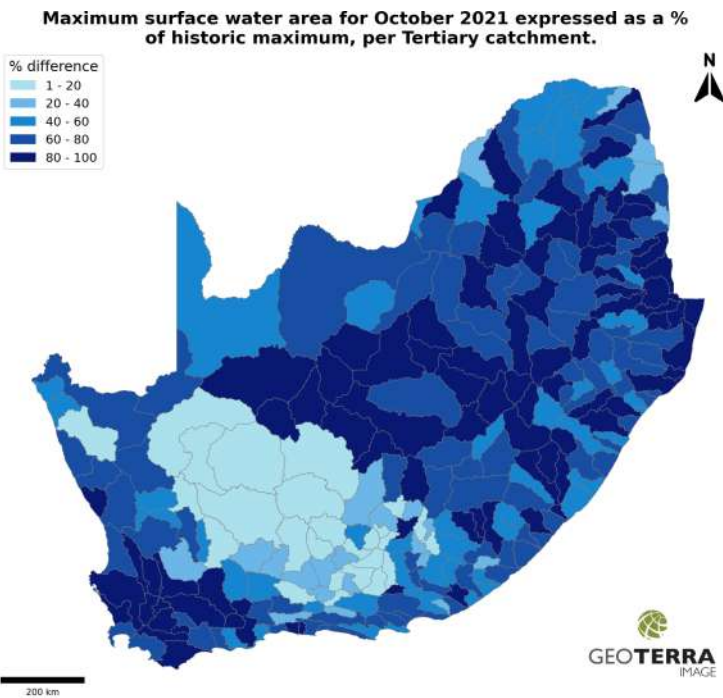 Maximum surface water area for October 2021 expressed as a %
of historic maximum, per Tertiary catchment.
% difference
1 - 20
20 - 40
40 - 60
60 - 80
80 - 100
N
GEOTERRA
IMAGE
200 km